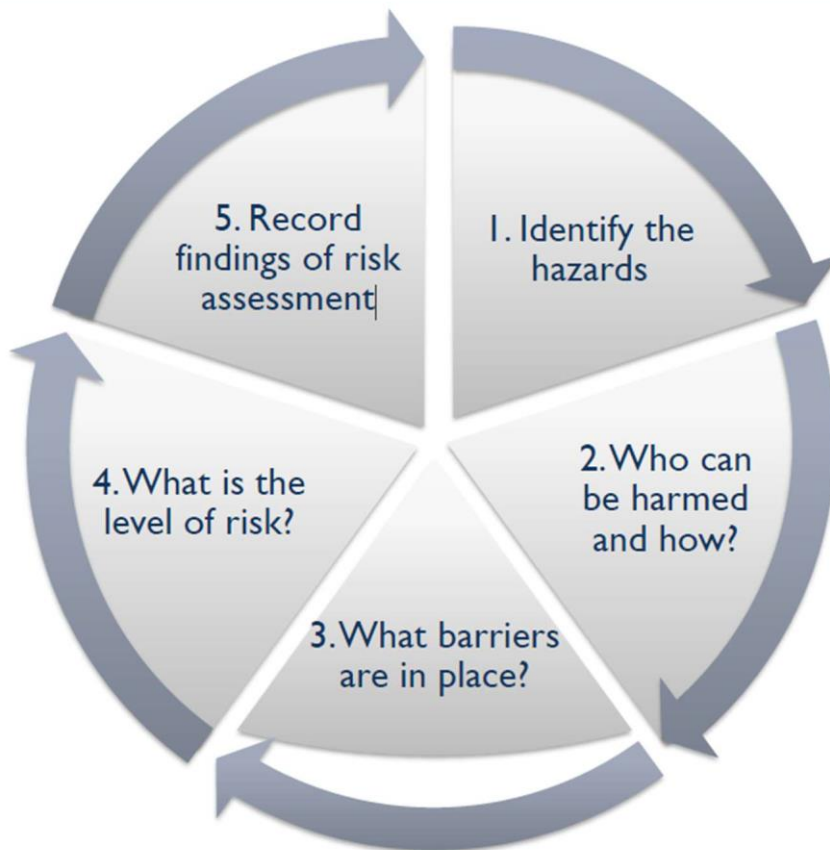 1. Identify the
hazards
2. Who can
be harmed
and how?
3. What barriers
are in place?
4. What is the
level of risk?
5. Record
findings of risk
assessment